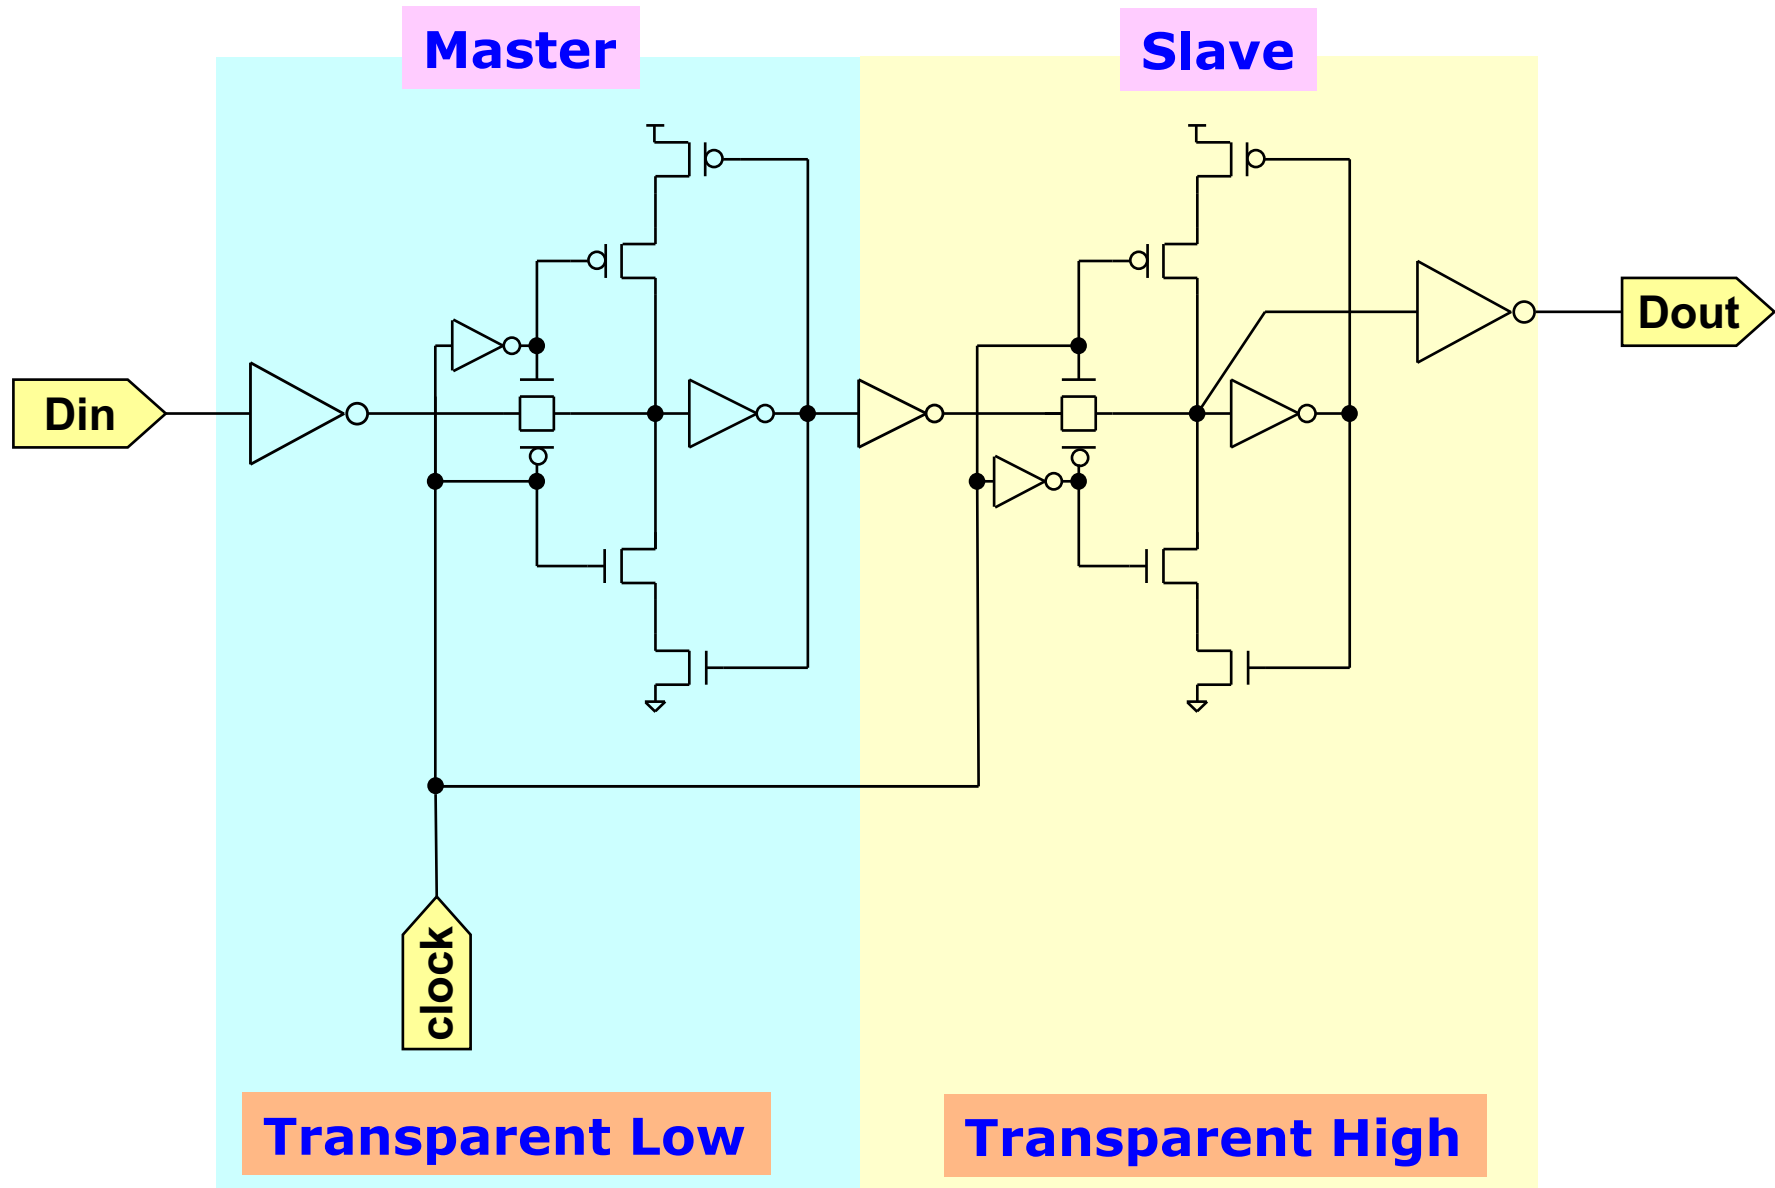 Master
Slave
Din
Dout
clock
Transparent Low
Transparent High